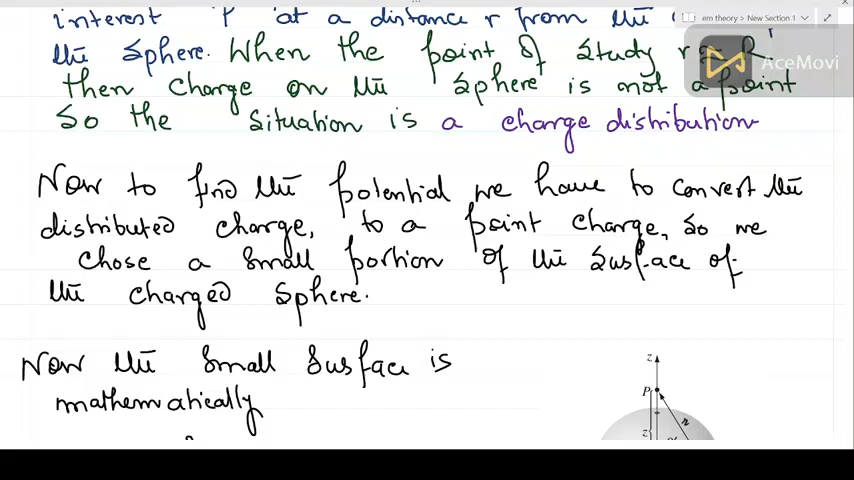 interest P at a distance r from the
em theory > New Section 1
the Sphere. When the point of Study r ≥ R
AceMovi
then charge on the Sphere is not a point
So the Situation is a charge distribution
Now to find the potential we have to convert the
distributed charge, to a point charge, So we
chose a small portion of the Surface of
the charged Sphere.
Now the Small Surface is
mathematically
z
P
r
z